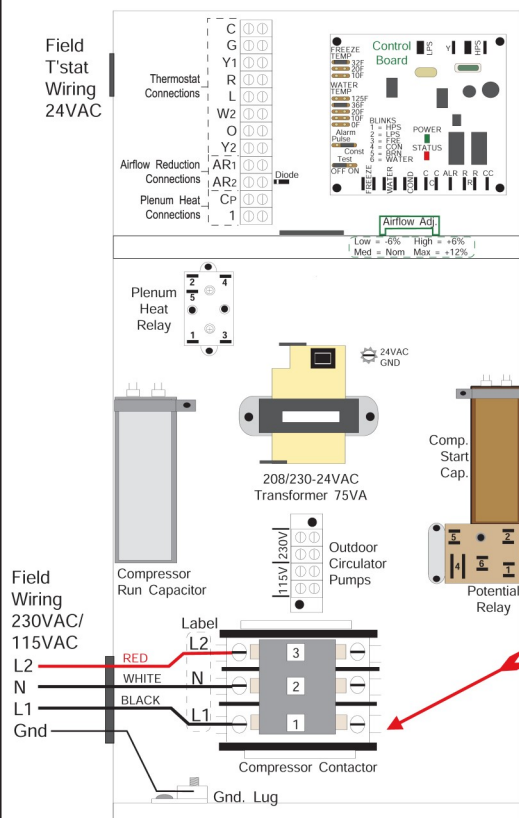 Field
T'stat
Wiring
24VAC
Thermostat
Connections
C
G
Y1
R
L
W2
O
Y2
Airflow Reduction
Connections
AR1
AR2
Diode
Plenum Heat
Connections
CP
1
FREEZE
TEMP
32F
20F
10F
WATER
TEMP
125F
36F
20F
10F
0F
Alarm
Pulse
Const
Test
OFF ON
Control
Board
LPS
Y
HPS
BLINKS
1 = HPS
2 = LPS
3 = FRE
4 = CON
5 = BRN
6 = WATER
POWER
STATUS
FREEZE
WATER
COND
C C ALR R R CC
C R
Airflow Adj.
Low = -6% High = +6%
Med = Nom Max = +12%
Plenum
Heat
Relay
2 4
5
1 3
24VAC
GND
208/230-24VAC
Transformer 75VA
Comp.
Start
Cap.
Compressor
Run Capacitor
115V 230V
Outdoor
Circulator
Pumps
5 2
4 6 1
Potential
Relay
Field
Wiring
230VAC/
115VAC
L2
N
L1
Gnd
RED
WHITE
BLACK
Label
L2
N
L1
3
2
1
Compressor Contactor
Gnd. Lug